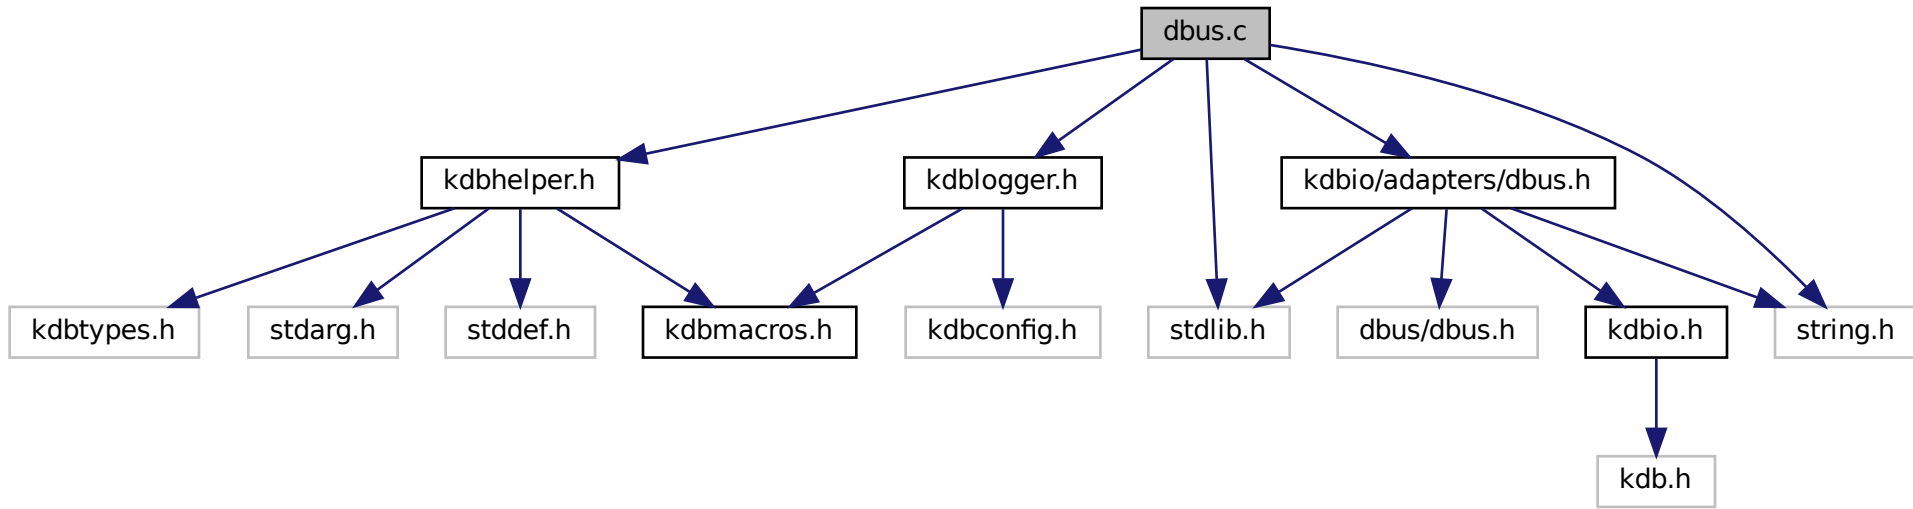 dbus.c
kdbhelper.h
kdblogger.h
kdbio/adapters/dbus.h
kdbtypes.h
stdarg.h
stddef.h
kdbmacros.h
kdbconfig.h
stdlib.h
dbus/dbus.h
kdbio.h
string.h
kdb.h